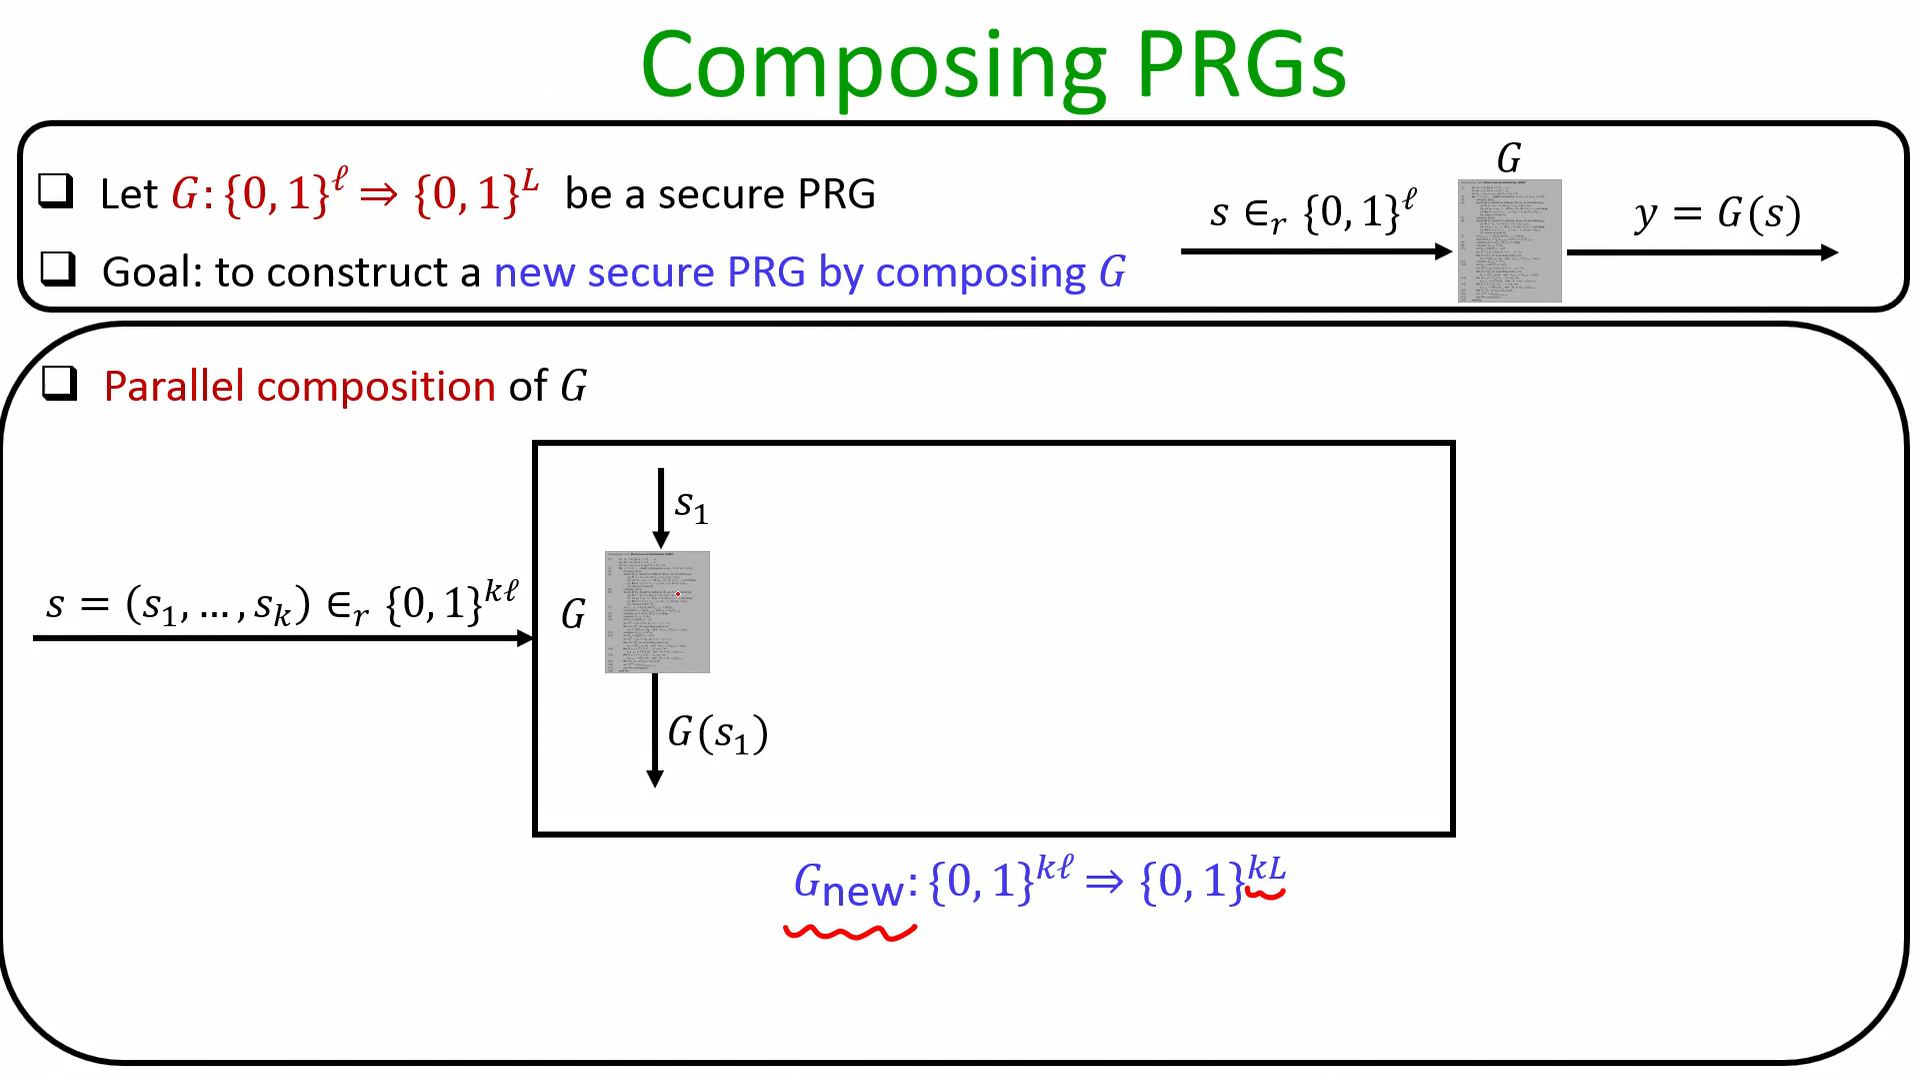 Composing PRGs
❑ Let G: {0, 1}^ℓ ⇒ {0, 1}^L be a secure PRG
❑ Goal: to construct a new secure PRG by composing G
s ∈_r {0, 1}^ℓ
G
y = G(s)
❑ Parallel composition of G
s = (s_1, … , s_k) ∈_r {0, 1}^{kℓ}
s_1
G
G(s_1)
G_new: {0, 1}^{kℓ} ⇒ {0, 1}^{kL}